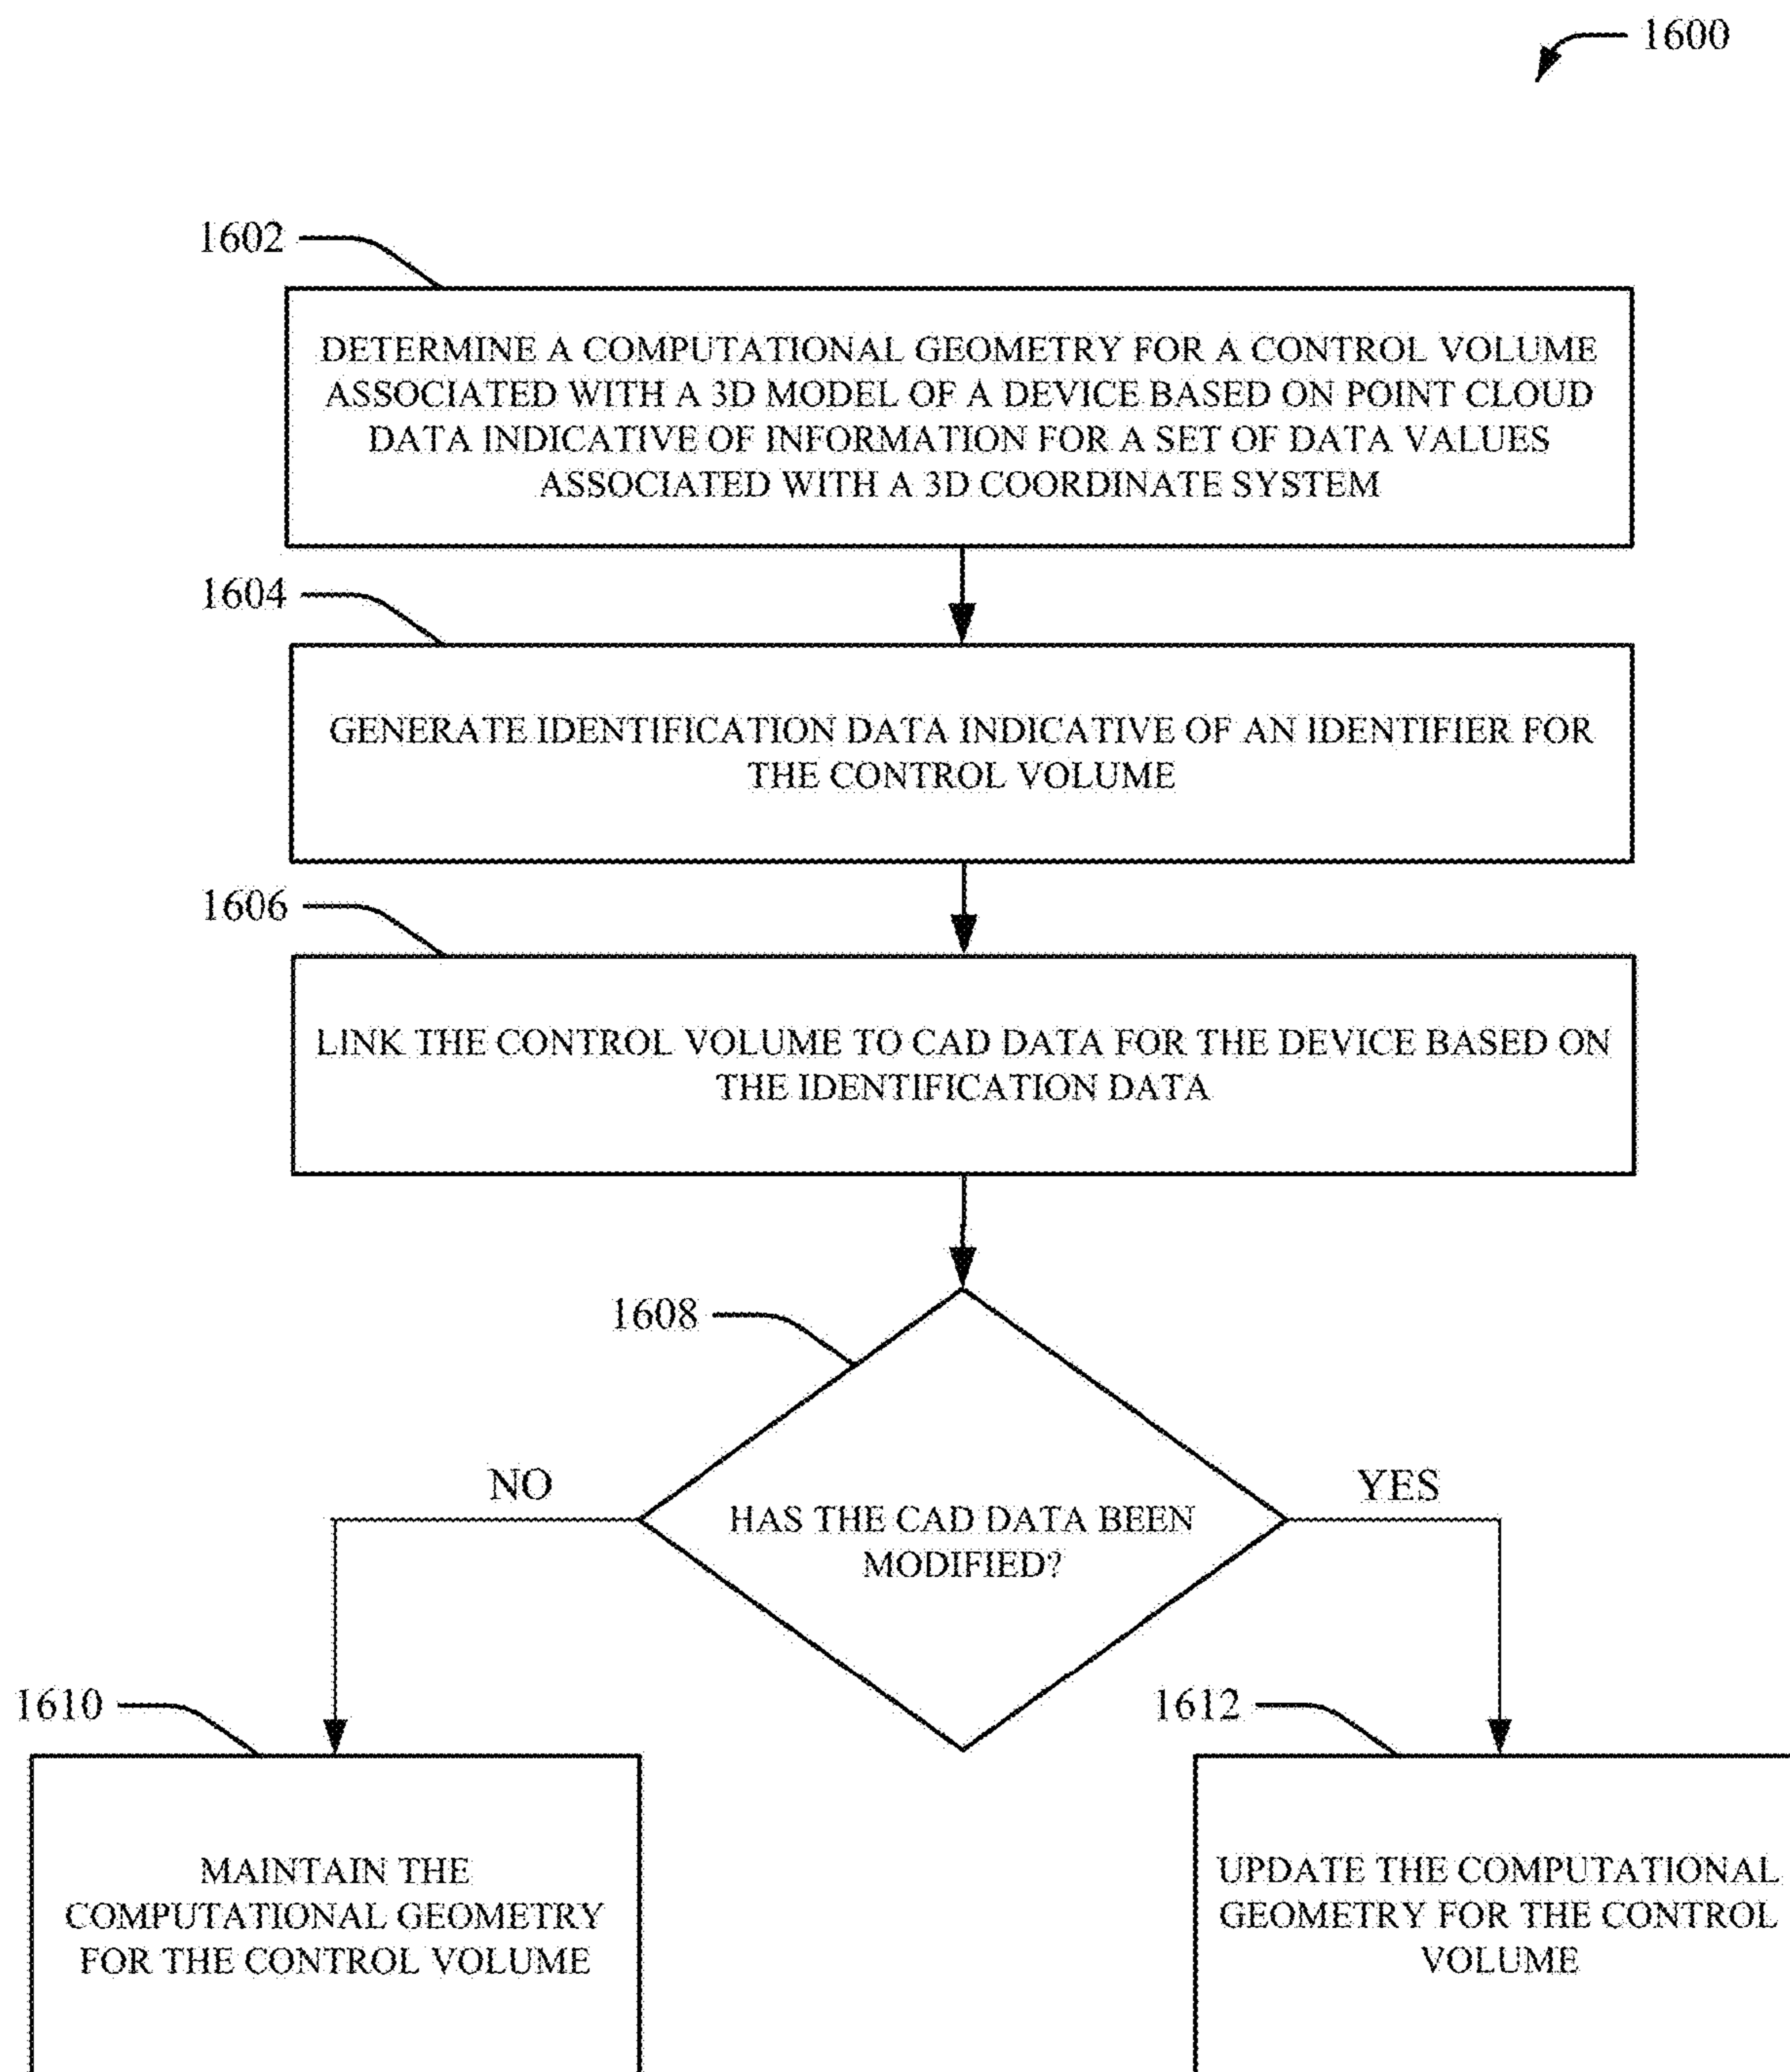 1600
1602
DETERMINE A COMPUTATIONAL GEOMETRY FOR A CONTROL VOLUME
ASSOCIATED WITH A 3D MODEL OF A DEVICE BASED ON POINT CLOUD
DATA INDICATIVE OF INFORMATION FOR A SET OF DATA VALUES
ASSOCIATED WITH A 3D COORDINATE SYSTEM
1604
GENERATE IDENTIFICATION DATA INDICATIVE OF AN IDENTIFIER FOR
THE CONTROL VOLUME
1606
LINK THE CONTROL VOLUME TO CAD DATA FOR THE DEVICE BASED ON
THE IDENTIFICATION DATA
1608
NO
YES
HAS THE CAD DATA BEEN
MODIFIED?
1610
MAINTAIN THE
COMPUTATIONAL GEOMETRY
FOR THE CONTROL VOLUME
1612
UPDATE THE COMPUTATIONAL
GEOMETRY FOR THE CONTROL
VOLUME